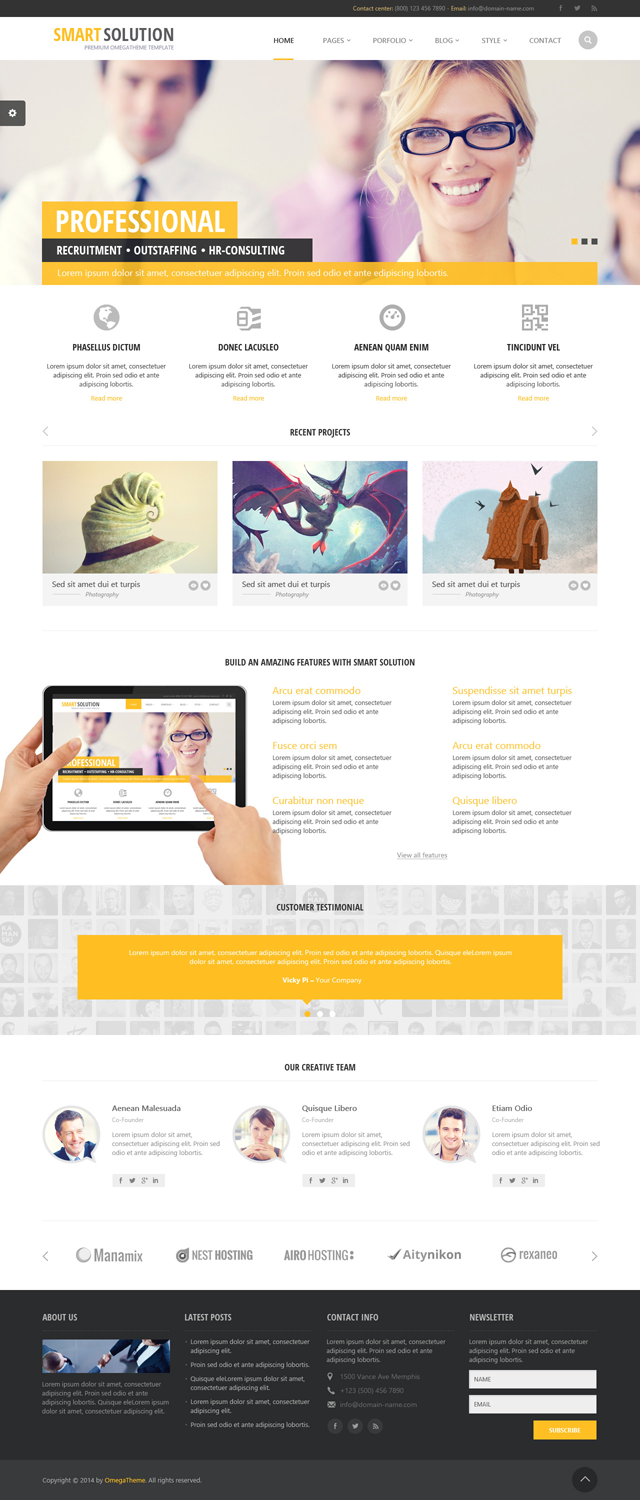 Contact center: (800) 123 456 7890 - Email: info@domain-name.com
SMART SOLUTION
PREMIUM OMEGATHEME TEMPLATE
HOME PAGES PORFOLIO BLOG STYLE CONTACT
PROFESSIONAL
RECRUITMENT • OUTSTAFFING • HR-CONSULTING
Lorem ipsum dolor sit amet, consectetuer adipiscing elit. Proin sed odio et ante edipiscing lobortis.
PHASELLUS DICTUM
Lorem ipsum dolor sit amet, consectetuer
adipiscing elit. Proin sed odio et ante
adipiscing lobortis.
Read more
DONEC LACUSLEO
Lorem ipsum dolor sit amet, consectetuer
adipiscing elit. Proin sed odio et ante
adipiscing lobortis.
Read more
AENEAN QUAM ENIM
Lorem ipsum dolor sit amet, consectetuer
adipiscing elit. Proin sed odio et ante
adipiscing lobortis.
Read more
TINCIDUNT VEL
Lorem ipsum dolor sit amet, consectetuer
adipiscing elit. Proin sed odio et ante
adipiscing lobortis.
Read more
RECENT PROJECTS
Sed sit amet dui et turpis
Photography
Sed sit amet dui et turpis
Photography
Sed sit amet dui et turpis
Photography
BUILD AN AMAZING FEATURES WITH SMART SOLUTION
SMART SOLUTION
PROFESSIONAL
RECRUITMENT • OUTSTAFFING • HR-CONSULTING
Arcu erat commodo
Lorem ipsum dolor sit amet, consectetuer
adipiscing elit. Proin sed odio et ante
adipiscing lobortis.
Suspendisse sit amet turpis
Lorem ipsum dolor sit amet, consectetuer
adipiscing elit. Proin sed odio et ante
adipiscing lobortis.
Fusce orci sem
Lorem ipsum dolor sit amet, consectetuer
adipiscing elit. Proin sed odio et ante
adipiscing lobortis.
Arcu erat commodo
Lorem ipsum dolor sit amet, consectetuer
adipiscing elit. Proin sed odio et ante
adipiscing lobortis.
Curabitur non neque
Lorem ipsum dolor sit amet, consectetuer
adipiscing elit. Proin sed odio et ante
adipiscing lobortis.
Quisque libero
Lorem ipsum dolor sit amet, consectetuer
adipiscing elit. Proin sed odio et ante
adipiscing lobortis.
View all features
CUSTOMER TESTIMONIAL
KA
MAN
SKI
Lorem ipsum dolor sit amet, consectetuer adipiscing elit. Proin sed odio et ante adipiscing lobortis. Quisque eleLorem ipsum
dolor sit amet, consectetuer adipiscing elit. Proin sed odio et ante adipiscing lobortis.
Vicky Pi – Your Company
OUR CREATIVE TEAM
Aenean Malesuada
Co-Founder
Lorem ipsum dolor sit amet,
consectetuer adipiscing elit. Proin sed
odio et ante adipiscing lobortis.
Quisque Libero
Co-Founder
Lorem ipsum dolor sit amet,
consectetuer adipiscing elit. Proin sed
odio et ante adipiscing lobortis.
Etiam Odio
Co-Founder
Lorem ipsum dolor sit amet,
consectetuer adipiscing elit. Proin sed
odio et ante adipiscing lobortis.
Manamix NEST HOSTING AIRO HOSTING Aitynikon rexaneo
ABOUT US
Lorem ipsum dolor sit amet, consectetuer
adipiscing elit. Proin sed odio et ante
adipiscing lobortis. Quisque eleLorem
ipsum dolor sit amet, consectetuer
LATEST POSTS
Lorem ipsum dolor sit amet, consectetuer
adipiscing elit.
Proin sed odio et ante adipiscing lobortis.
Quisque eleLorem ipsum dolor sit amet,
consectetuer adipiscing elit.
Lorem ipsum dolor sit amet, consectetuer
adipiscing elit.
Proin sed odio et ante adipiscing lobortis.
CONTACT INFO
Lorem ipsum dolor sit amet, consectetuer
adipiscing elit. Proin sed odio et ante
adipiscing lobortis.
1500 Vance Ave Memphis
+123 (500) 456 7890
info@domain-name.com
NEWSLETTER
Lorem ipsum dolor sit amet, consectetuer
adipiscing elit. Proin sed odio et ante
adipiscing lobortis.
NAME
EMAIL
SUBSCRIBE
Copyright © 2014 by OmegaTheme. All rights reserved.